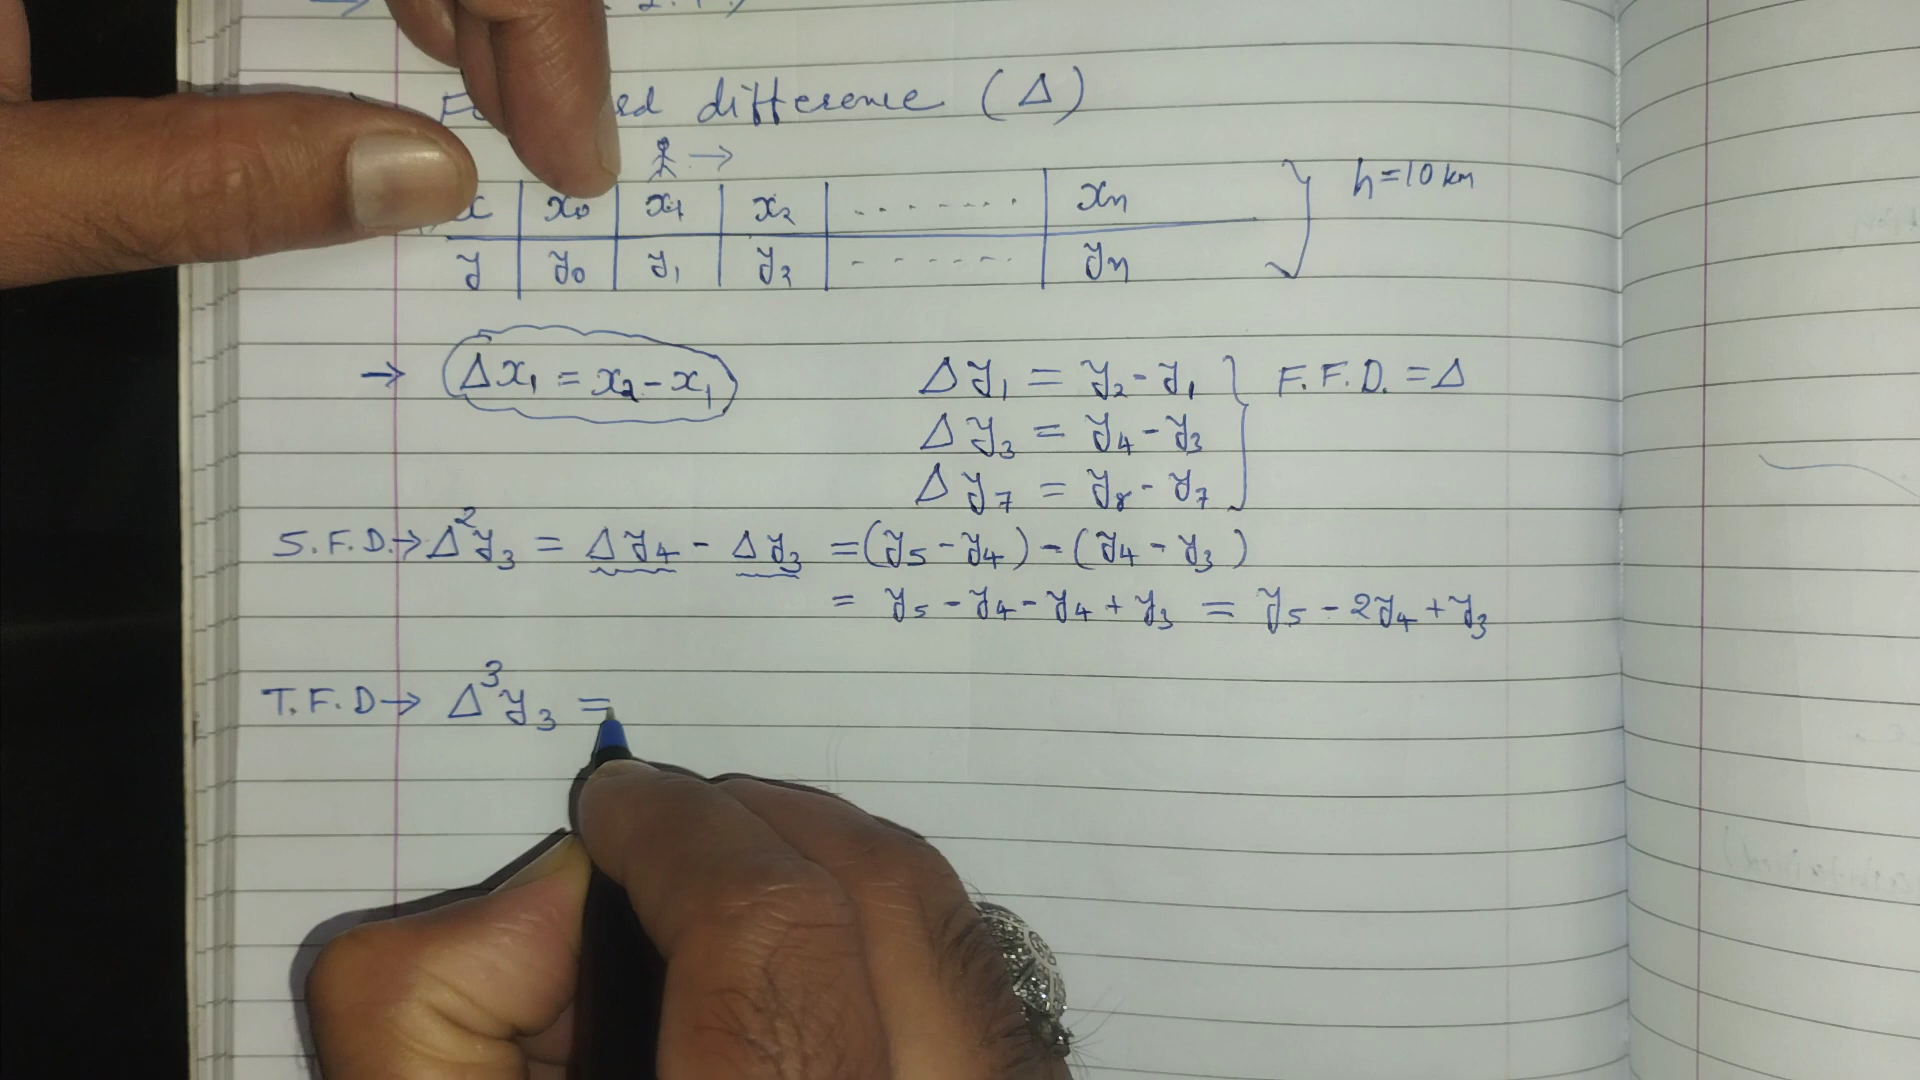 difference (Δ)
→
x | x₀ | x₁ | x₂ | ....... | xₙ h=10 km
y | y₀ | y₁ | y₂ | ------ | yₙ
→ Δx₁ = x₂-x₁ Δy₁ = y₂-y₁ } F.F.D. = Δ
Δy₃ = y₄-y₃
Δy₇ = y₈-y₇
S.F.D.→ Δ²y₃ = Δy₄ - Δy₃ = (y₅-y₄)-(y₄-y₃)
= y₅-y₄-y₄+y₃ = y₅-2y₄+y₃
T.F.D→ Δ³y₃ =